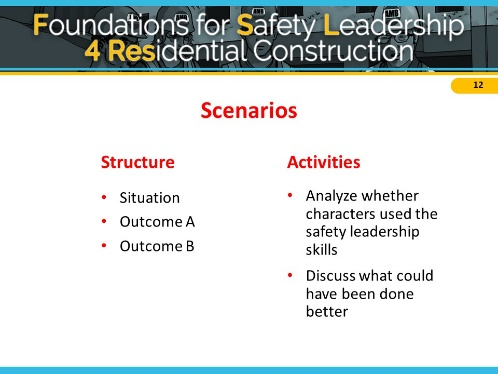 Foundations for Safety Leadership
4 Residential Construction
12
Scenarios
Structure
• Situation
• Outcome A
• Outcome B
Activities
• Analyze whether
characters used the
safety leadership
skills
• Discuss what could
have been done
better